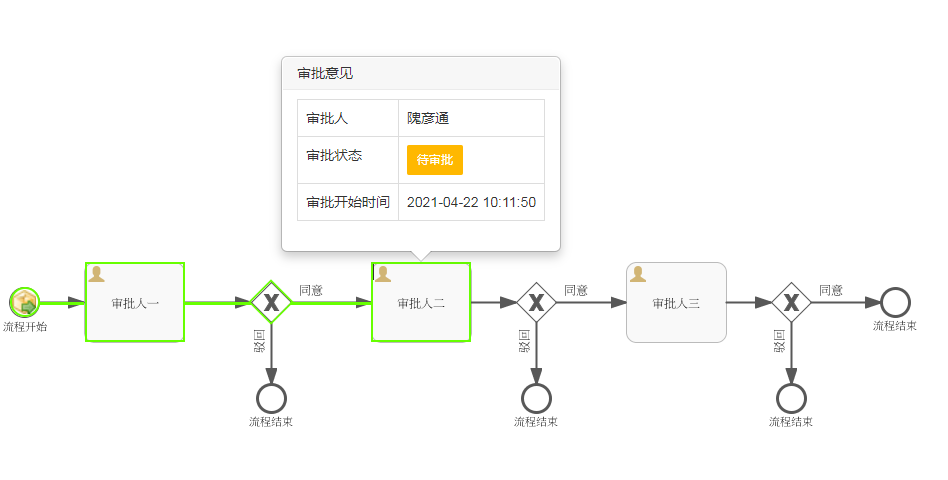 审批意见
审批人 隗彦通
审批状态 待审批
审批开始时间 2021-04-22 10:11:50
流程开始
审批人一
X
同意
驳回
流程结束
审批人二
X
同意
驳回
流程结束
审批人三
X
同意
驳回
流程结束
流程结束